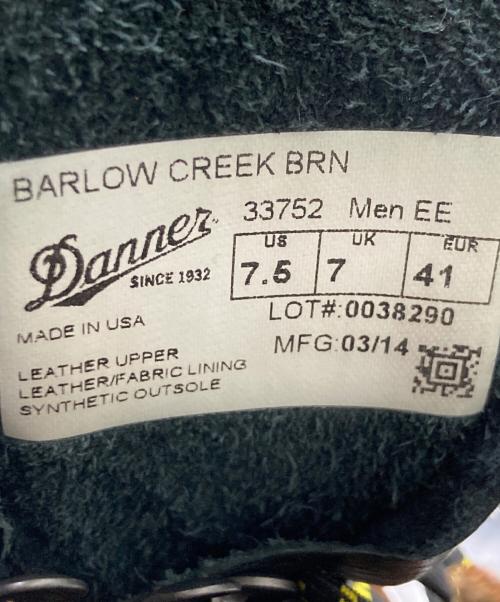 BARLOW CREEK BRN
33752 Men EE
Danner
SINCE 1932
US UK EUR
7.5 7 41
LOT#:0038290
MADE IN USA
MFG:03/14
LEATHER UPPER
LEATHER/FABRIC LINING
SYNTHETIC OUTSOLE